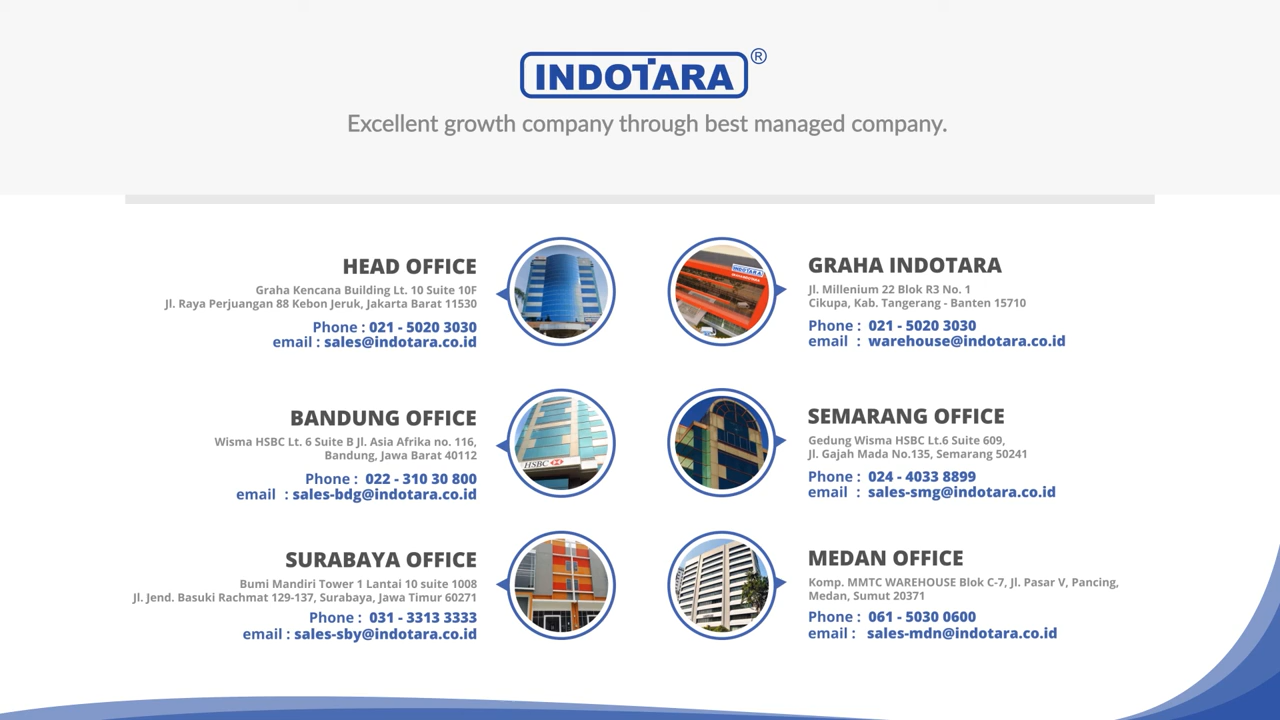 INDOTARA®
Excellent growth company through best managed company.
HEAD OFFICE
Graha Kencana Building Lt. 10 Suite 10F
Jl. Raya Perjuangan 88 Kebon Jeruk, Jakarta Barat 11530
Phone : 021 - 5020 3030
email : sales@indotara.co.id
GRAHA INDOTARA
Jl. Millenium 22 Blok R3 No. 1
Cikupa, Kab. Tangerang - Banten 15710
Phone : 021 - 5020 3030
email : warehouse@indotara.co.id
INDOTARA
BANDUNG OFFICE
Wisma HSBC Lt. 6 Suite B Jl. Asia Afrika no. 116,
Bandung, Jawa Barat 40112
Phone : 022 - 310 30 800
email : sales-bdg@indotara.co.id
HSBC
SEMARANG OFFICE
Gedung Wisma HSBC Lt.6 Suite 609,
Jl. Gajah Mada No.135, Semarang 50241
Phone : 024 - 4033 8899
email : sales-smg@indotara.co.id
SURABAYA OFFICE
Bumi Mandiri Tower 1 Lantai 10 suite 1008
Jl. Jend. Basuki Rachmat 129-137, Surabaya, Jawa Timur 60271
Phone : 031 - 3313 3333
email : sales-sby@indotara.co.id
MEDAN OFFICE
Komp. MMTC WAREHOUSE Blok C-7, Jl. Pasar V, Pancing,
Medan, Sumut 20371
Phone : 061 - 5030 0600
email : sales-mdn@indotara.co.id